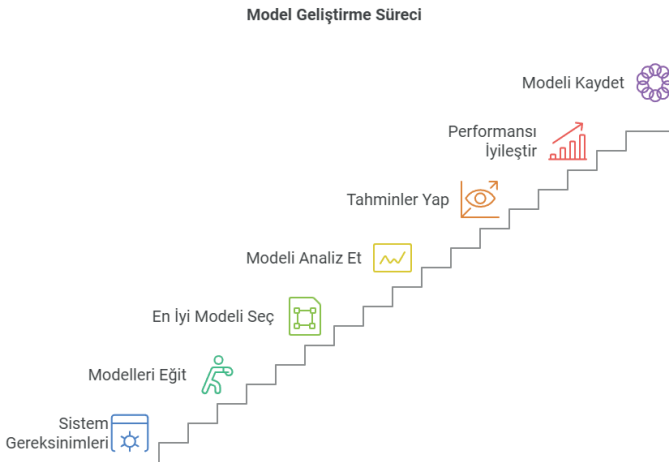 Model Geliştirme Süreci
Modeli Kaydet
Performansı
İyileştir
Tahminler Yap
Modeli Analiz Et
En İyi Modeli Seç
Modelleri Eğit
Sistem
Gereksinimleri